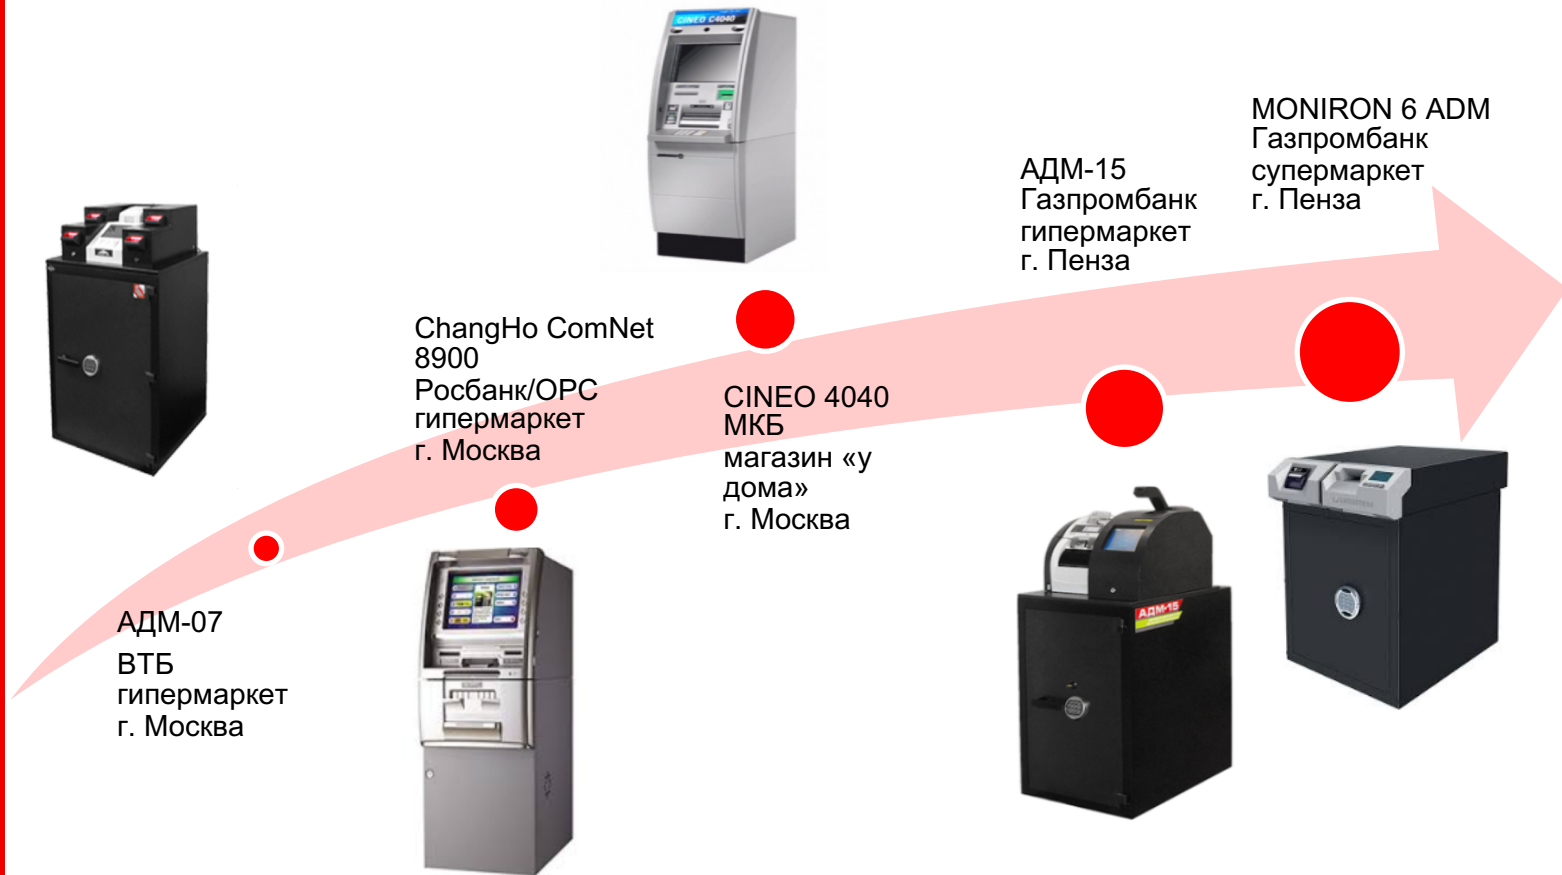 АДМ-07
ВТБ
гипермаркет
г. Москва
ChangHo ComNet
8900
Росбанк/ОРС
гипермаркет
г. Москва
CINEO C4040
CINEO 4040
МКБ
магазин «у
дома»
г. Москва
АДМ-15
Газпромбанк
гипермаркет
г. Пенза
АДМ-15
MONIRON 6 ADM
Газпромбанк
супермаркет
г. Пенза